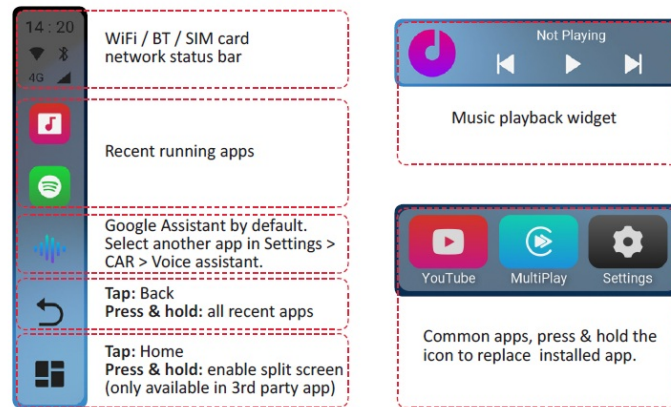 14 : 20
4G
WiFi / BT / SIM card
network status bar
Recent running apps
Google Assistant by default.
Select another app in Settings >
CAR > Voice assistant.
Tap: Back
Press & hold: all recent apps
Tap: Home
Press & hold: enable split screen
(only available in 3rd party app)
Not Playing
Music playback widget
YouTube
MultiPlay
Settings
Common apps, press & hold the
icon to replace installed app.